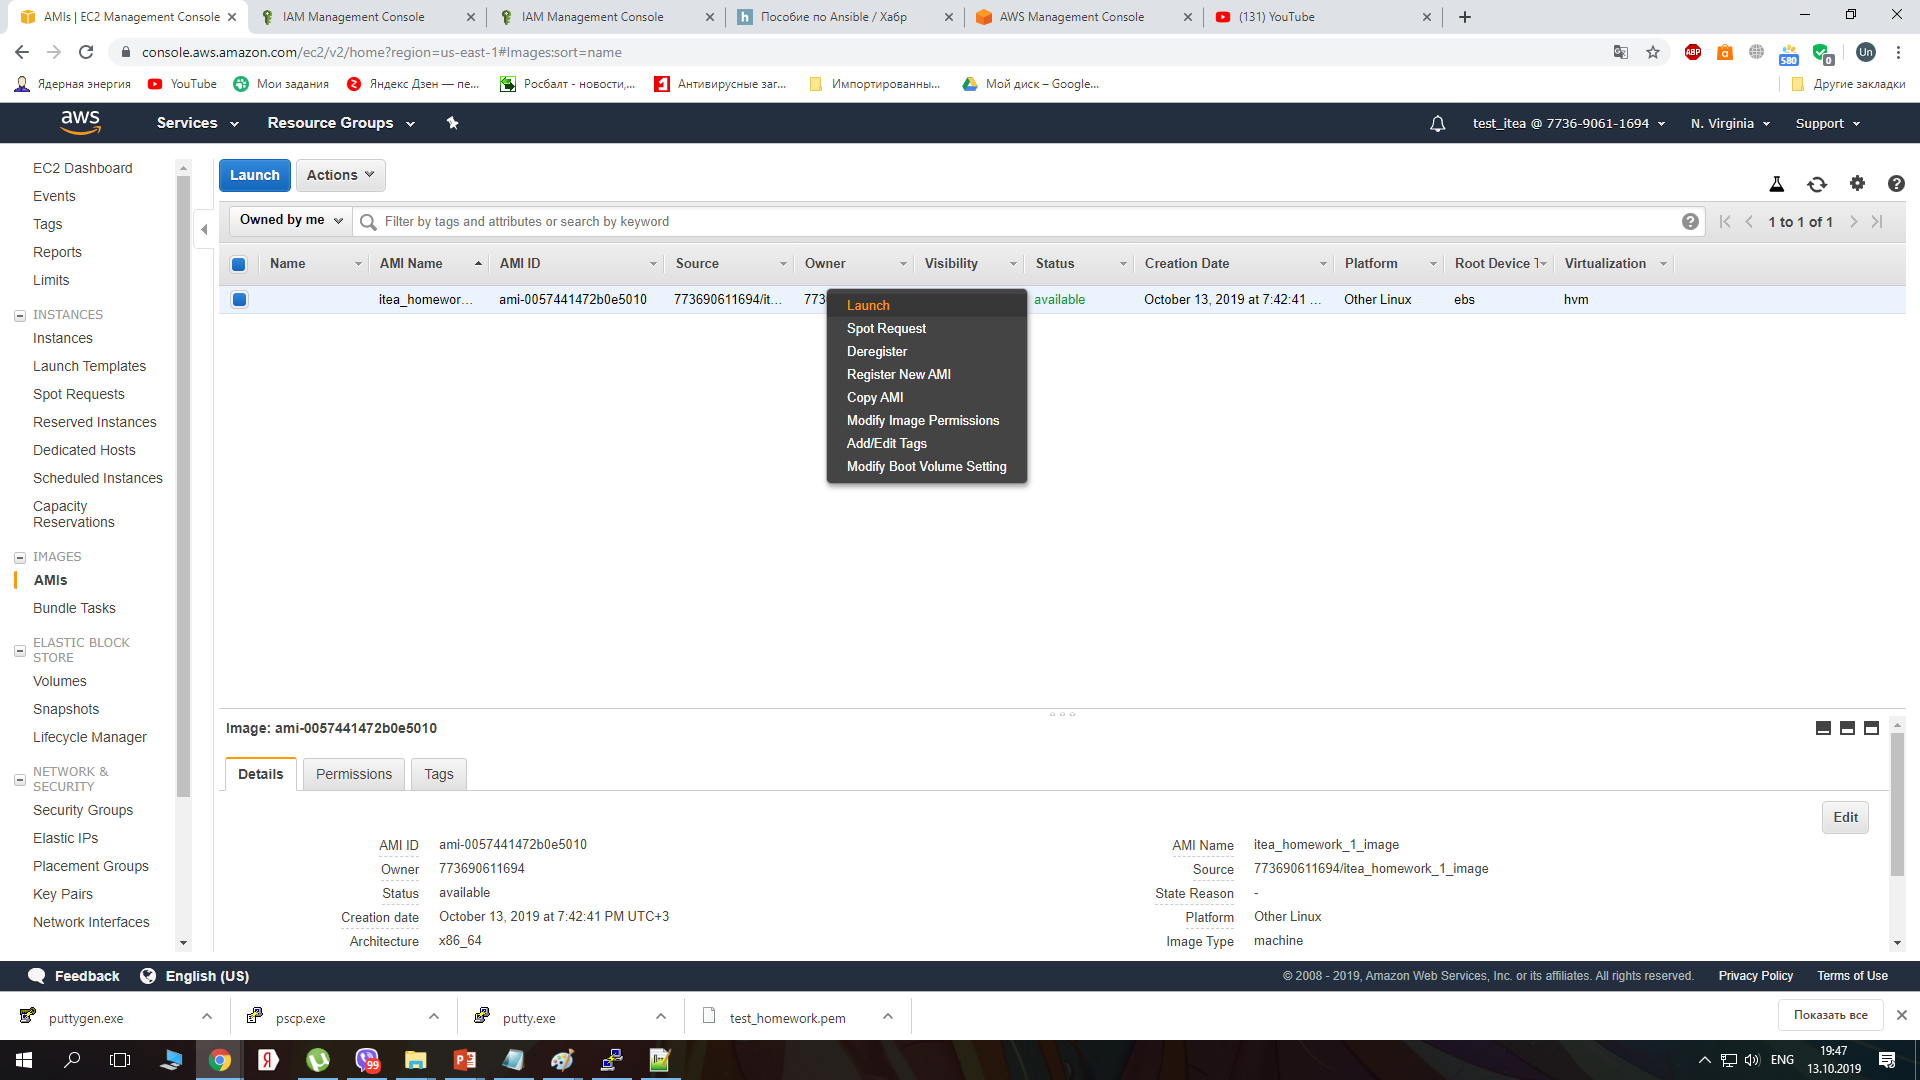 AMIs | EC2 Management Console
IAM Management Console
IAM Management Console
Пособие по Ansible / Хабр
AWS Management Console
(131) YouTube
console.aws.amazon.com/ec2/v2/home?region=us-east-1#Images:sort=name
ABP
580
0
Un
Ядерная энергия
YouTube
Мои задания
Яндекс Дзен — пе...
Росбалт - новости,...
Антивирусные заг...
Импортированны...
Мой диск – Google...
Другие закладки
aws
Services
Resource Groups
test_itea @ 7736-9061-1694
N. Virginia
Support
EC2 Dashboard
Events
Tags
Reports
Limits
INSTANCES
Instances
Launch Templates
Spot Requests
Reserved Instances
Dedicated Hosts
Scheduled Instances
Capacity
Reservations
IMAGES
AMIs
Bundle Tasks
ELASTIC BLOCK
STORE
Volumes
Snapshots
Lifecycle Manager
NETWORK &
SECURITY
Security Groups
Elastic IPs
Placement Groups
Key Pairs
Network Interfaces
Launch
Actions
Owned by me
Filter by tags and attributes or search by keyword
1 to 1 of 1
Name
AMI Name
AMI ID
Source
Owner
Visibility
Status
Creation Date
Platform
Root Device T
Virtualization
itea_homewor...
ami-0057441472b0e5010
773690611694/it...
773
available
October 13, 2019 at 7:42:41 ...
Other Linux
ebs
hvm
Launch
Spot Request
Deregister
Register New AMI
Copy AMI
Modify Image Permissions
Add/Edit Tags
Modify Boot Volume Setting
Image: ami-0057441472b0e5010
Details
Permissions
Tags
Edit
AMI ID
ami-0057441472b0e5010
AMI Name
itea_homework_1_image
Owner
773690611694
Source
773690611694/itea_homework_1_image
Status
available
State Reason
-
Creation date
October 13, 2019 at 7:42:41 PM UTC+3
Platform
Other Linux
Architecture
x86_64
Image Type
machine
Feedback
English (US)
© 2008 - 2019, Amazon Web Services, Inc. or its affiliates. All rights reserved.
Privacy Policy
Terms of Use
puttygen.exe
pscp.exe
putty.exe
test_homework.pem
Показать все
99
ENG
19:47
13.10.2019